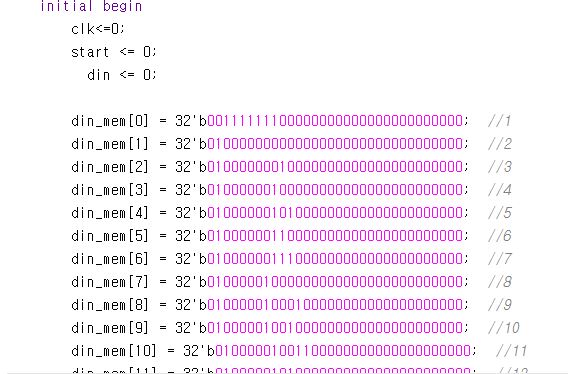 initial begin
clk<=0;
start <= 0;
din <= 0;
din_mem[0] = 32'b00111111100000000000000000000000; //1
din_mem[1] = 32'b01000000000000000000000000000000; //2
din_mem[2] = 32'b01000000010000000000000000000000; //3
din_mem[3] = 32'b01000000100000000000000000000000; //4
din_mem[4] = 32'b01000000101000000000000000000000; //5
din_mem[5] = 32'b01000000110000000000000000000000; //6
din_mem[6] = 32'b01000000111000000000000000000000; //7
din_mem[7] = 32'b01000001000000000000000000000000; //8
din_mem[8] = 32'b01000001000100000000000000000000; //9
din_mem[9] = 32'b01000001001000000000000000000000; //10
din_mem[10] = 32'b01000001001100000000000000000000; //11